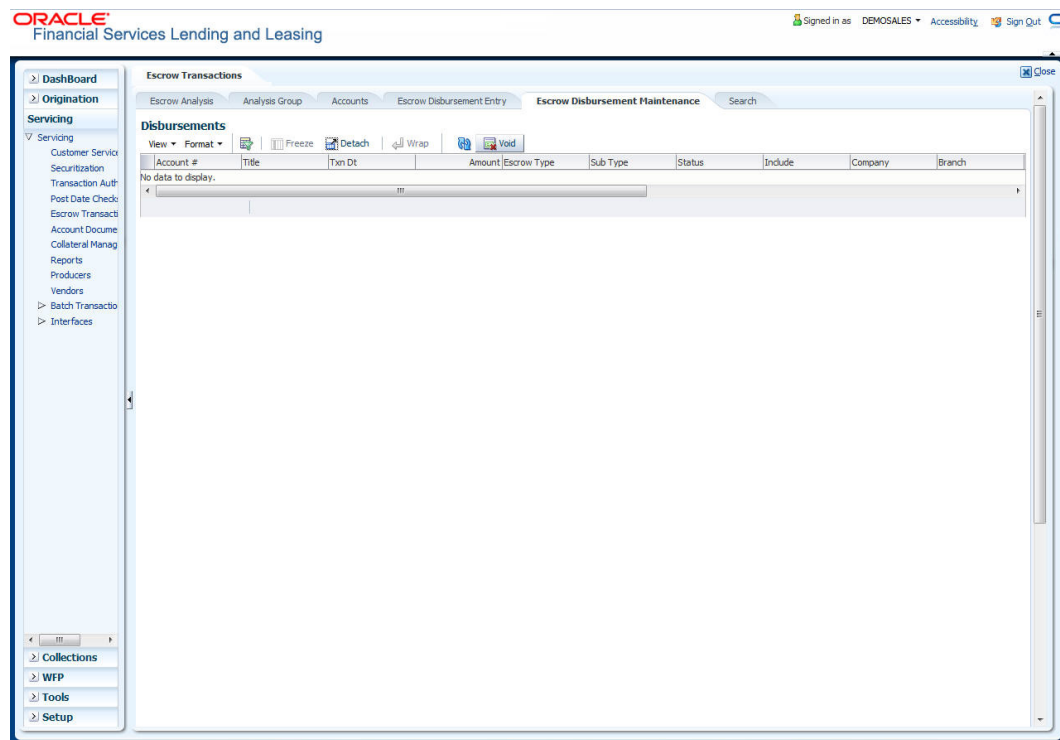 ORACLE
Financial Services Lending and Leasing
Signed in as DEMOSALES Accessibility Sign Out
Close
DashBoard
Origination
Servicing
Servicing
Customer Service
Securitization
Transaction Auth
Post Date Check
Escrow Transacti
Account Docume
Collateral Manag
Reports
Producers
Vendors
Batch Transactio
Interfaces
Collections
WFP
Tools
Setup
Escrow Transactions
Escrow Analysis Analysis Group Accounts Escrow Disbursement Entry Escrow Disbursement Maintenance Search
Disbursements
View Format Freeze Detach Wrap Void
Account # Title Txn Dt Amount Escrow Type Sub Type Status Include Company Branch
No data to display.